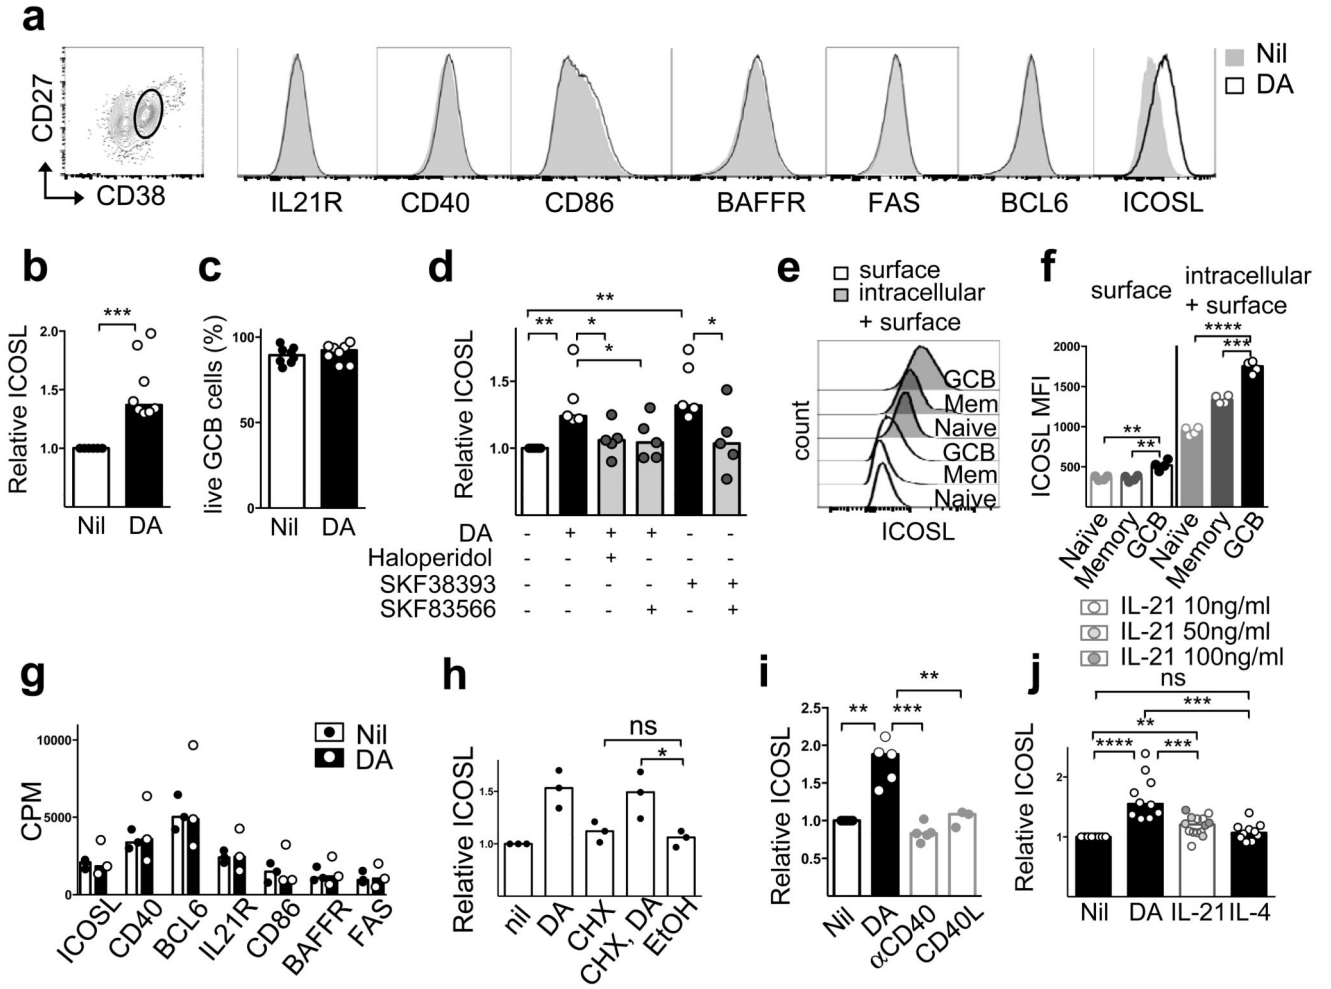 a
CD27
CD38
IL21R
CD40
CD86
BAFFR
FAS
BCL6
ICOSL
Nil
DA
b
Relative ICOSL
2.0
1.5
1.0
***
Nil
DA
c
live GCB cells (%)
100
50
0
Nil
DA
d
Relative ICOSL
1.5
1.0
**
** * *
*
DA - + + + - -
Haloperidol - - + - - -
SKF38393 - - - - + +
SKF83566 - - - + - +
e
surface
intracellular
+ surface
count
GCB
Mem
Naive
GCB
Mem
Naive
ICOSL
f
surface
intracellular
+ surface
ICOSL MFI
2000
1500
1000
500
****
***
**
**
Naïve
Memory
GCB
Naïve
Memory
GCB
g
CPM
10000
5000
0
Nil
DA
ICOSL
CD40
BCL6
IL21R
CD86
BAFFR
FAS
h
Relative ICOSL
1.5
1.0
ns
*
nil
DA
CHX
CHX, DA
EtOH
i
Relative ICOSL
2.5
2.0
1.5
1.0
0.5
**
** ***
Nil
DA
αCD40
CD40L
IL-21 10ng/ml
IL-21 50ng/ml
IL-21 100ng/ml
j
Relative ICOSL
2
1
ns
***
**
**** ***
Nil
DA
IL-21
IL-4